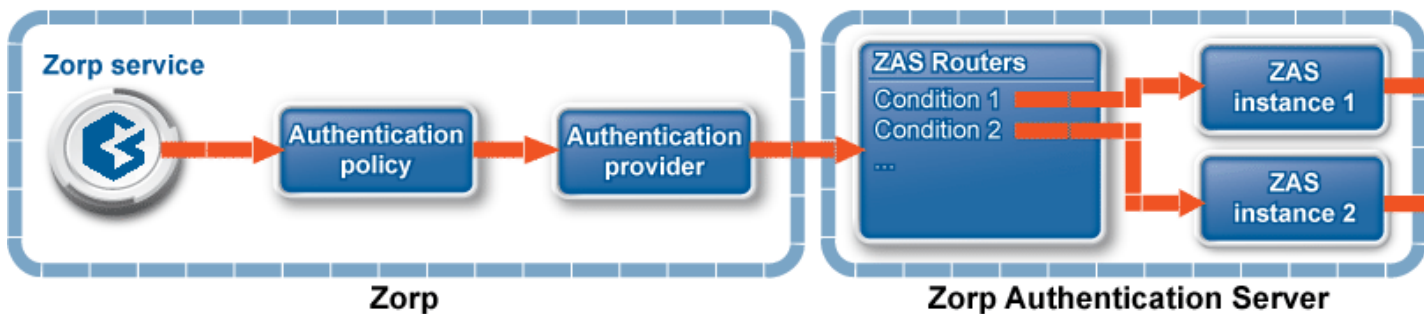 Zorp service
Authentication
policy
Authentication
provider
ZAS Routers
Condition 1
Condition 2
...
ZAS
instance 1
ZAS
instance 2
Zorp
Zorp Authentication Server